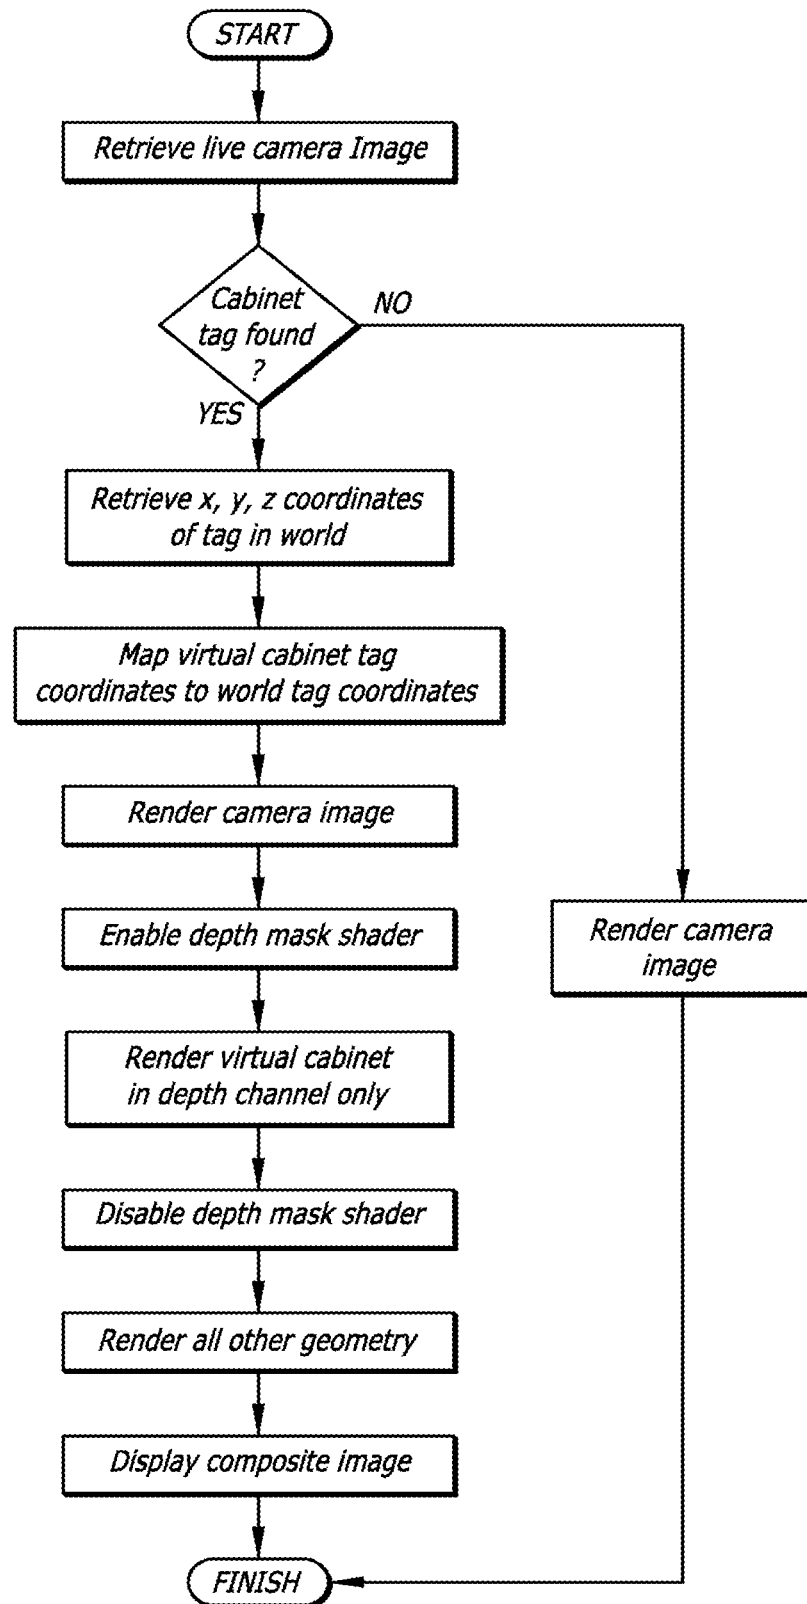 START
Retrieve live camera Image
Cabinet
tag found
?
NO
YES
Retrieve x, y, z coordinates
of tag in world
Map virtual cabinet tag
coordinates to world tag coordinates
Render camera image
Enable depth mask shader
Render camera
image
Render virtual cabinet
in depth channel only
Disable depth mask shader
Render all other geometry
Display composite image
FINISH